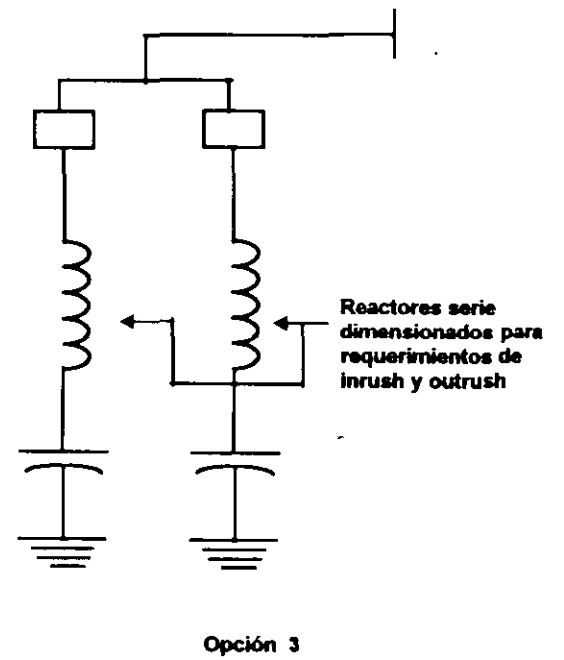 Reactores serie
dimensionados para
requerimientos de
inrush y outrush
Opción 3